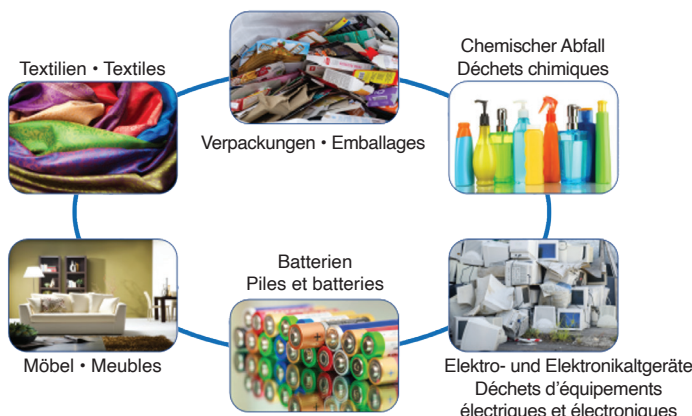 Textilien • Textiles
Verpackungen • Emballages
Chemischer Abfall
Déchets chimiques
Möbel • Meubles
Batterien
Piles et batteries
Elektro- und Elektronikaltgeräte
Déchets d'équipements
électriques et électroniques